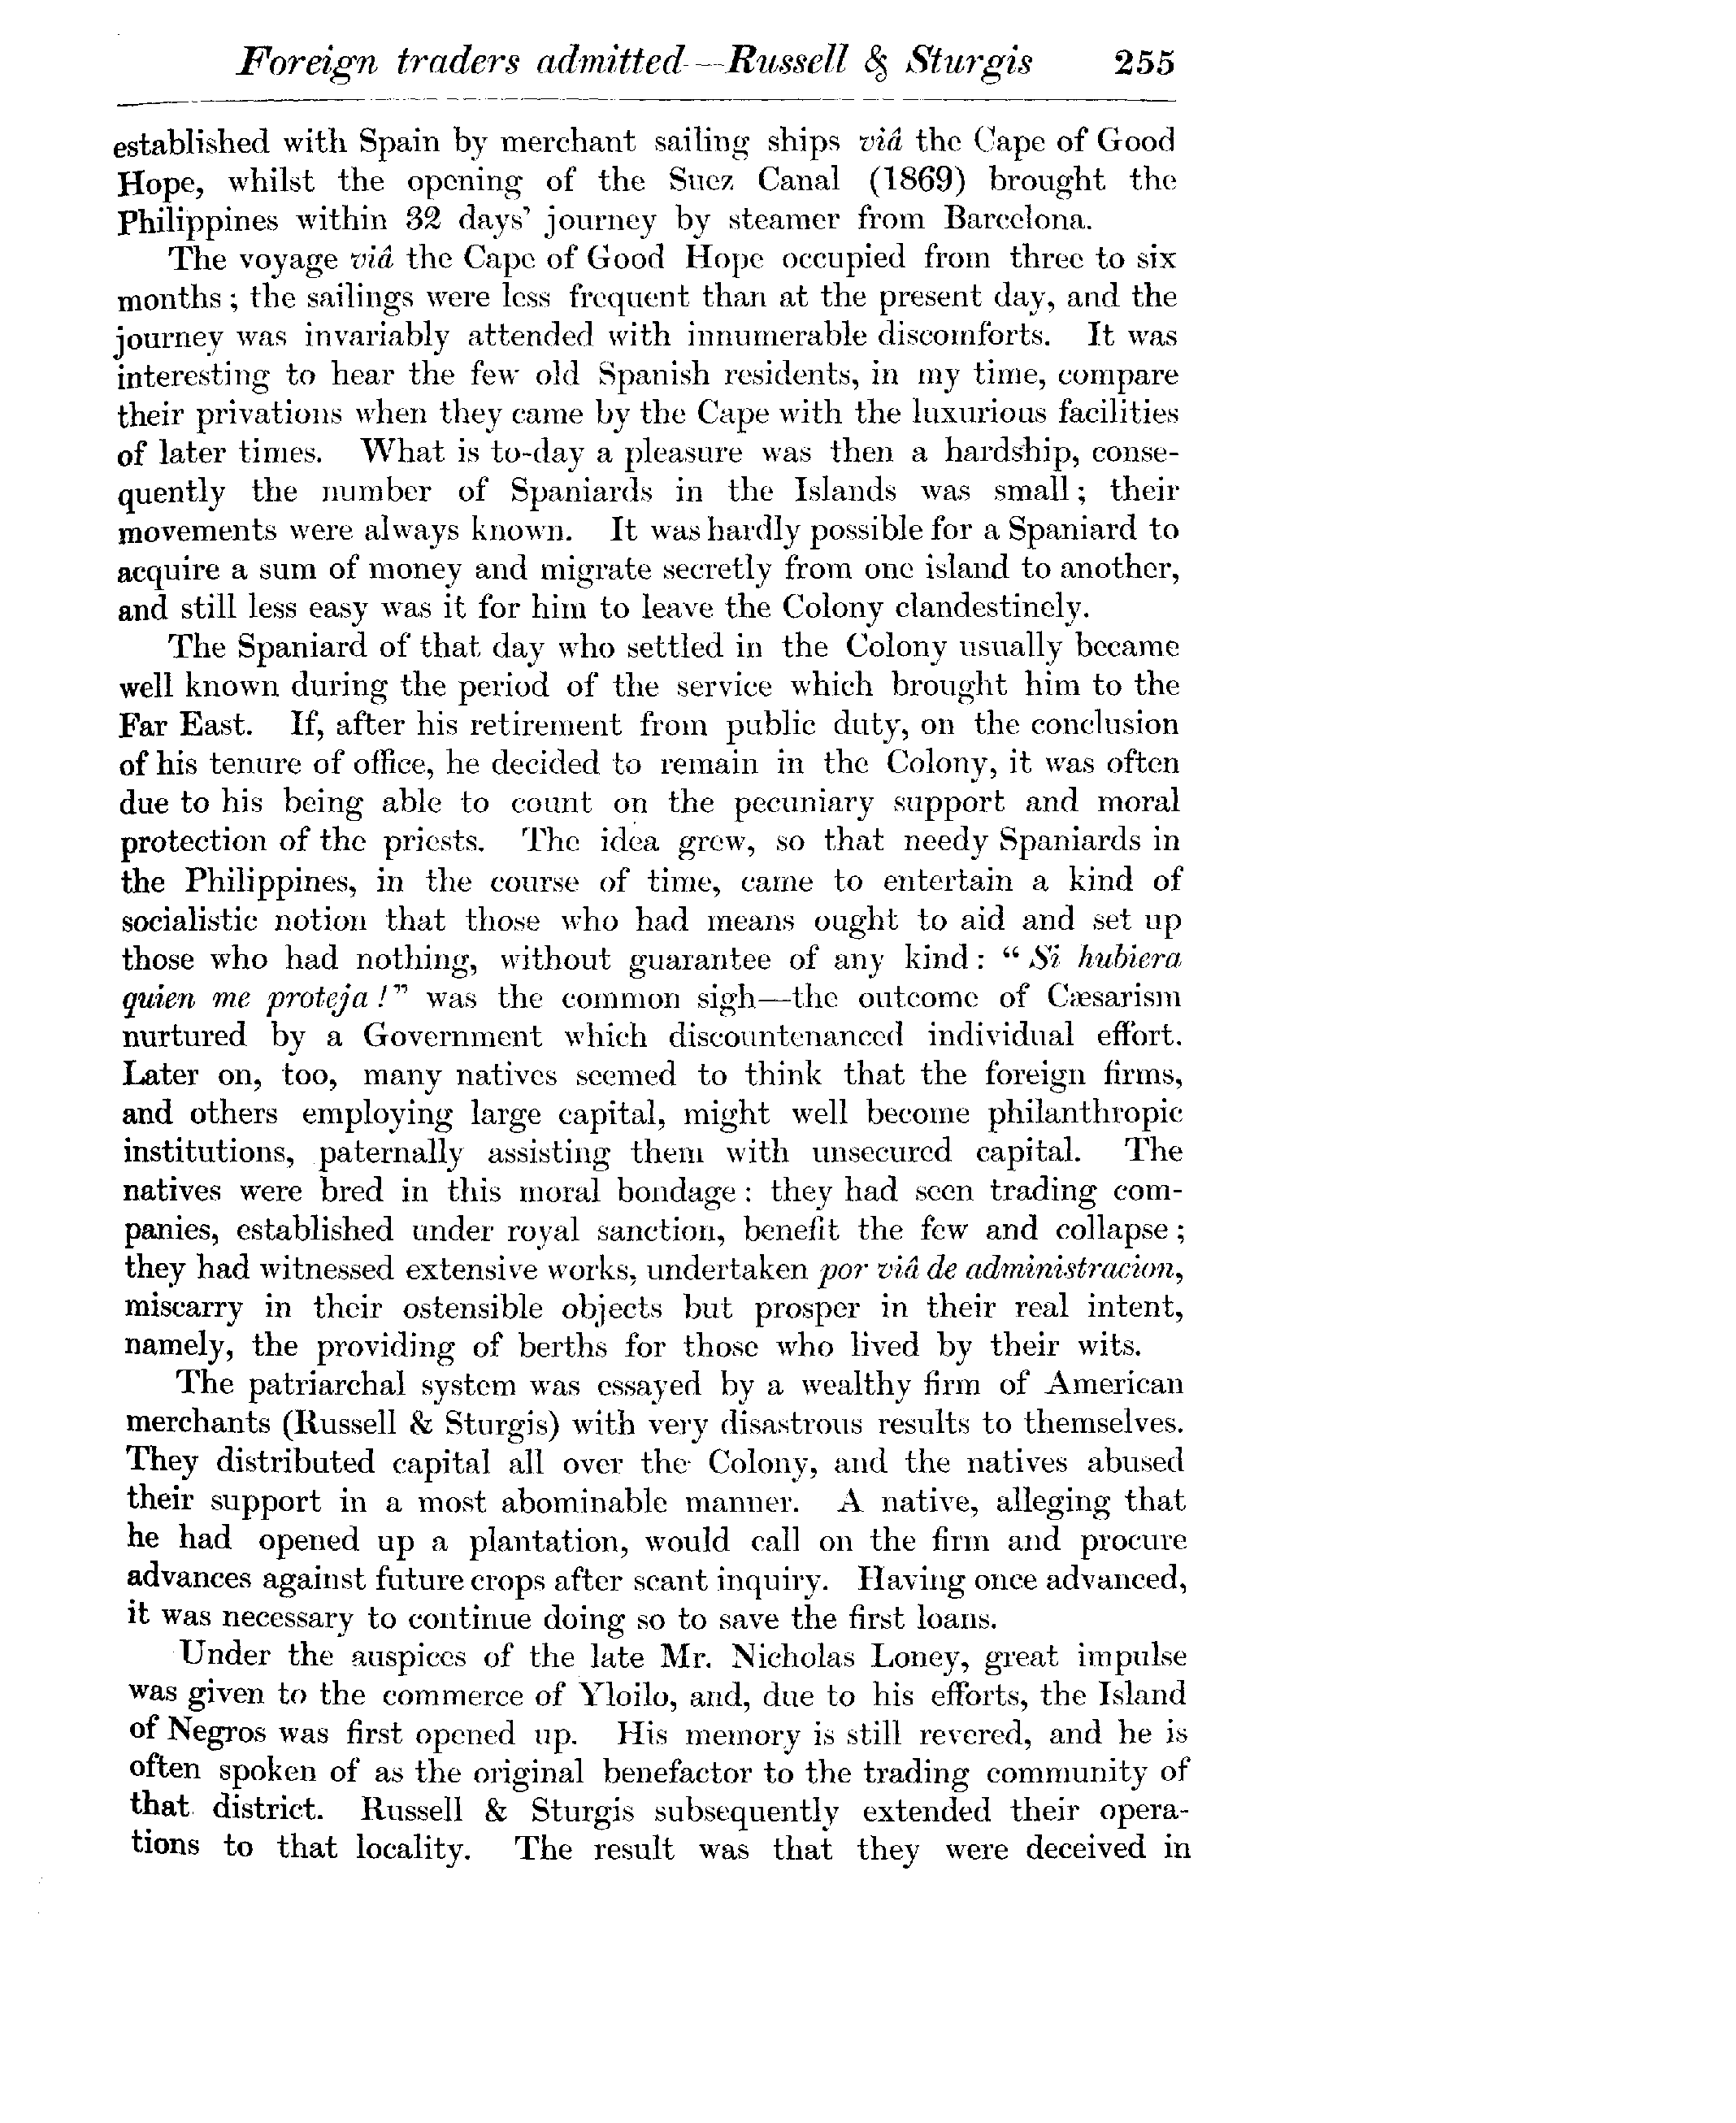 Foreign traders admitted—Russell & Sturgis 255
established with Spain by merchant sailing ships viâ the Cape of Good
Hope, whilst the opening of the Suez Canal (1869) brought the
Philippines within 32 days' journey by steamer from Barcelona.
The voyage viâ the Cape of Good Hope occupied from three to six
months; the sailings were less frequent than at the present day, and the
journey was invariably attended with innumerable discomforts. It was
interesting to hear the few old Spanish residents, in my time, compare
their privations when they came by the Cape with the luxurious facilities
of later times. What is to-day a pleasure was then a hardship, conse-
quently the number of Spaniards in the Islands was small; their
movements were always known. It was hardly possible for a Spaniard to
acquire a sum of money and migrate secretly from one island to another,
and still less easy was it for him to leave the Colony clandestinely.
The Spaniard of that day who settled in the Colony usually became
well known during the period of the service which brought him to the
Far East. If, after his retirement from public duty, on the conclusion
of his tenure of office, he decided to remain in the Colony, it was often
due to his being able to count on the pecuniary support and moral
protection of the priests. The idea grew, so that needy Spaniards in
the Philippines, in the course of time, came to entertain a kind of
socialistic notion that those who had means ought to aid and set up
those who had nothing, without guarantee of any kind: "Si hubiera
quien me proteja!" was the common sigh—the outcome of Cæsarism
nurtured by a Government which discountenanced individual effort.
Later on, too, many natives seemed to think that the foreign firms,
and others employing large capital, might well become philanthropic
institutions, paternally assisting them with unsecured capital. The
natives were bred in this moral bondage: they had seen trading com-
panies, established under royal sanction, benefit the few and collapse;
they had witnessed extensive works, undertaken por viâ de administracion,
miscarry in their ostensible objects but prosper in their real intent,
namely, the providing of berths for those who lived by their wits.
The patriarchal system was essayed by a wealthy firm of American
merchants (Russell & Sturgis) with very disastrous results to themselves.
They distributed capital all over the Colony, and the natives abused
their support in a most abominable manner. A native, alleging that
he had opened up a plantation, would call on the firm and procure
advances against future crops after scant inquiry. Having once advanced,
it was necessary to continue doing so to save the first loans.
Under the auspices of the late Mr. Nicholas Loney, great impulse
was given to the commerce of Yloilo, and, due to his efforts, the Island
of Negros was first opened up. His memory is still revered, and he is
often spoken of as the original benefactor to the trading community of
that district. Russell & Sturgis subsequently extended their opera-
tions to that locality. The result was that they were deceived in